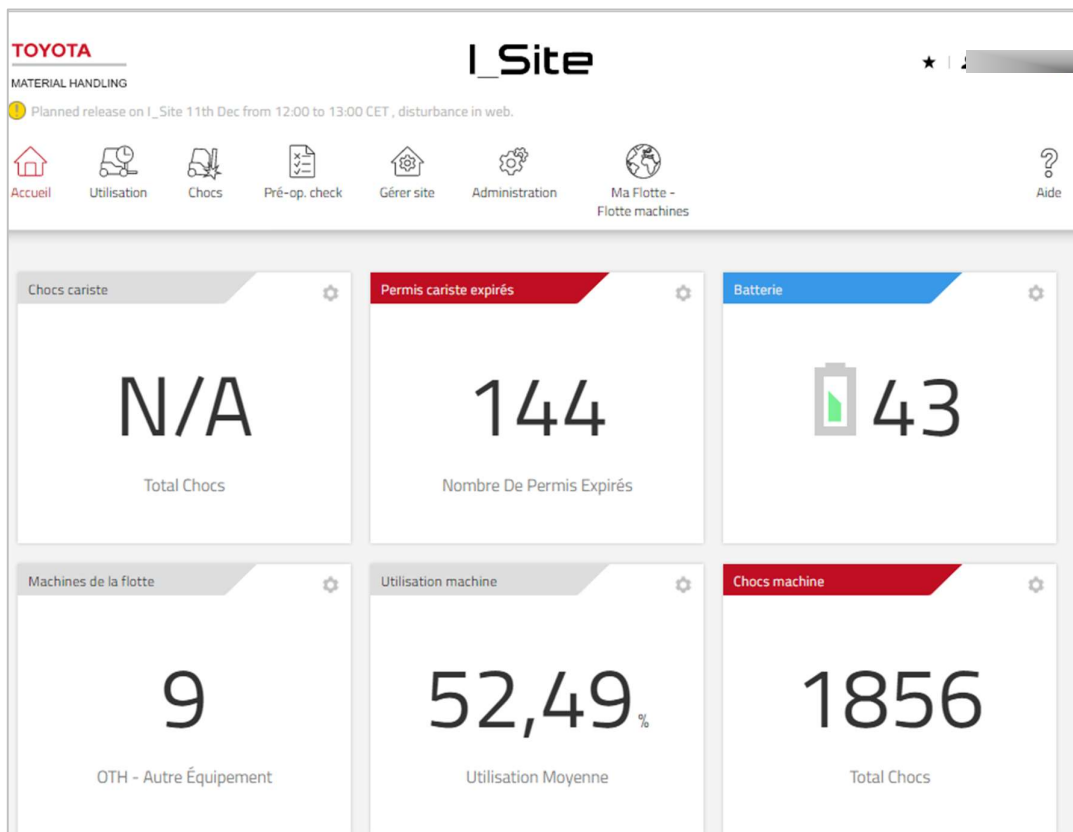 TOYOTA
MATERIAL HANDLING
I_Site
Planned release on I_Site 11th Dec from 12:00 to 13:00 CET , disturbance in web.
Accueil
Utilisation
Chocs
Pré-op. check
Gérer site
Administration
Ma Flotte -
Flotte machines
Aide
Chocs cariste
N/A
Total Chocs
Permis cariste expirés
144
Nombre De Permis Expirés
Batterie
43
Machines de la flotte
9
OTH - Autre Équipement
Utilisation machine
52,49 %
Utilisation Moyenne
Chocs machine
1856
Total Chocs